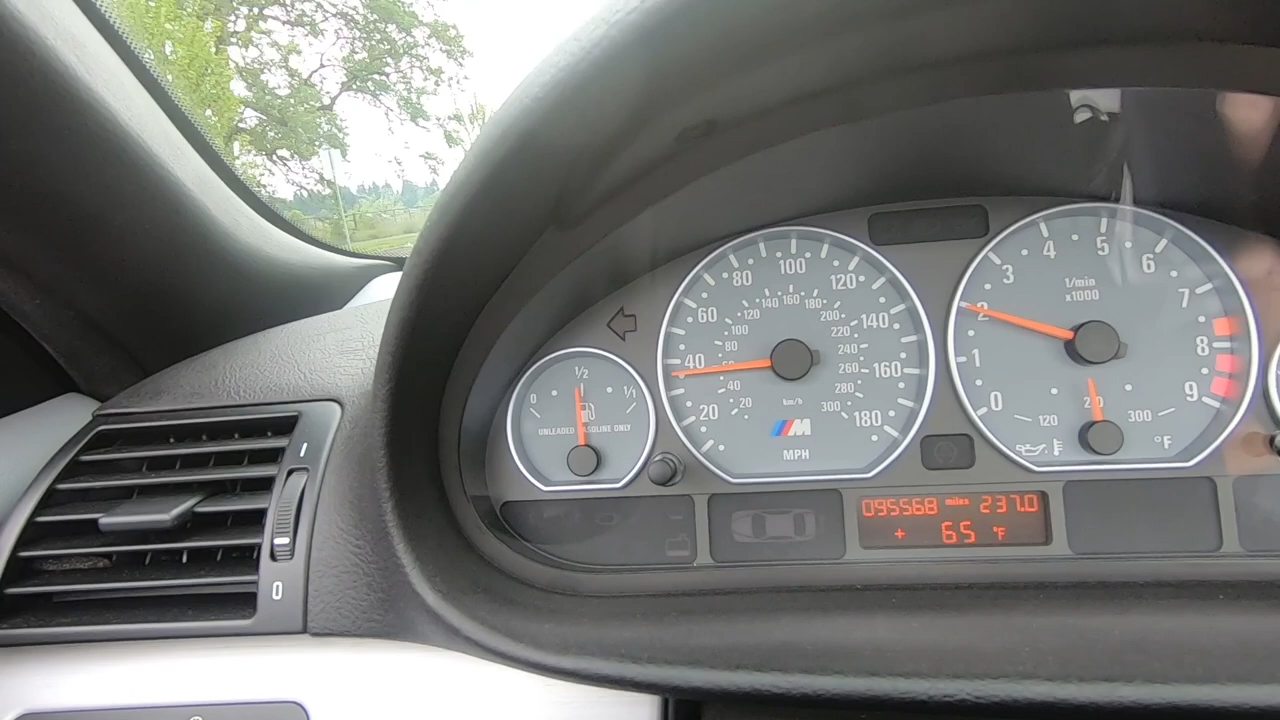 0 1/2 1/1
UNLEADED GASOLINE ONLY
20 40 60 80 100 120 140 160 180
20 40 80 100 120 140 160 180 200 220 240 260 280 300
km/h
M
MPH
0 1 2 3 4 5 6 7 8 9
1/min
x1000
120 210 300
°F
095568 miles 237.0
+ 65 °F
0